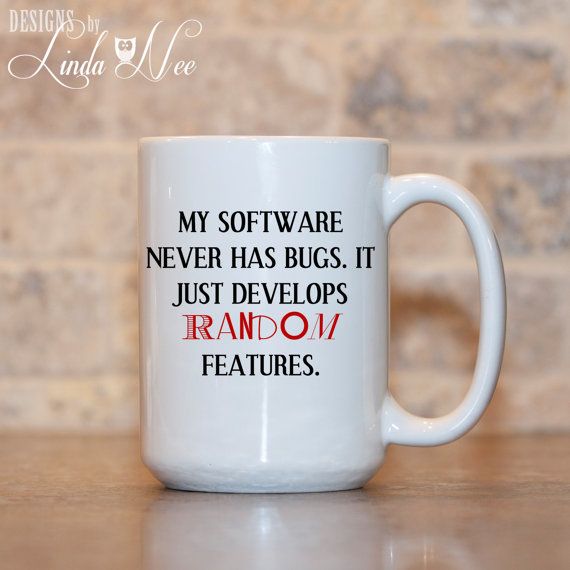 DESIGNS by
Linda Nee
MY SOFTWARE
NEVER HAS BUGS. IT
JUST DEVELOPS
RANDOM
FEATURES.